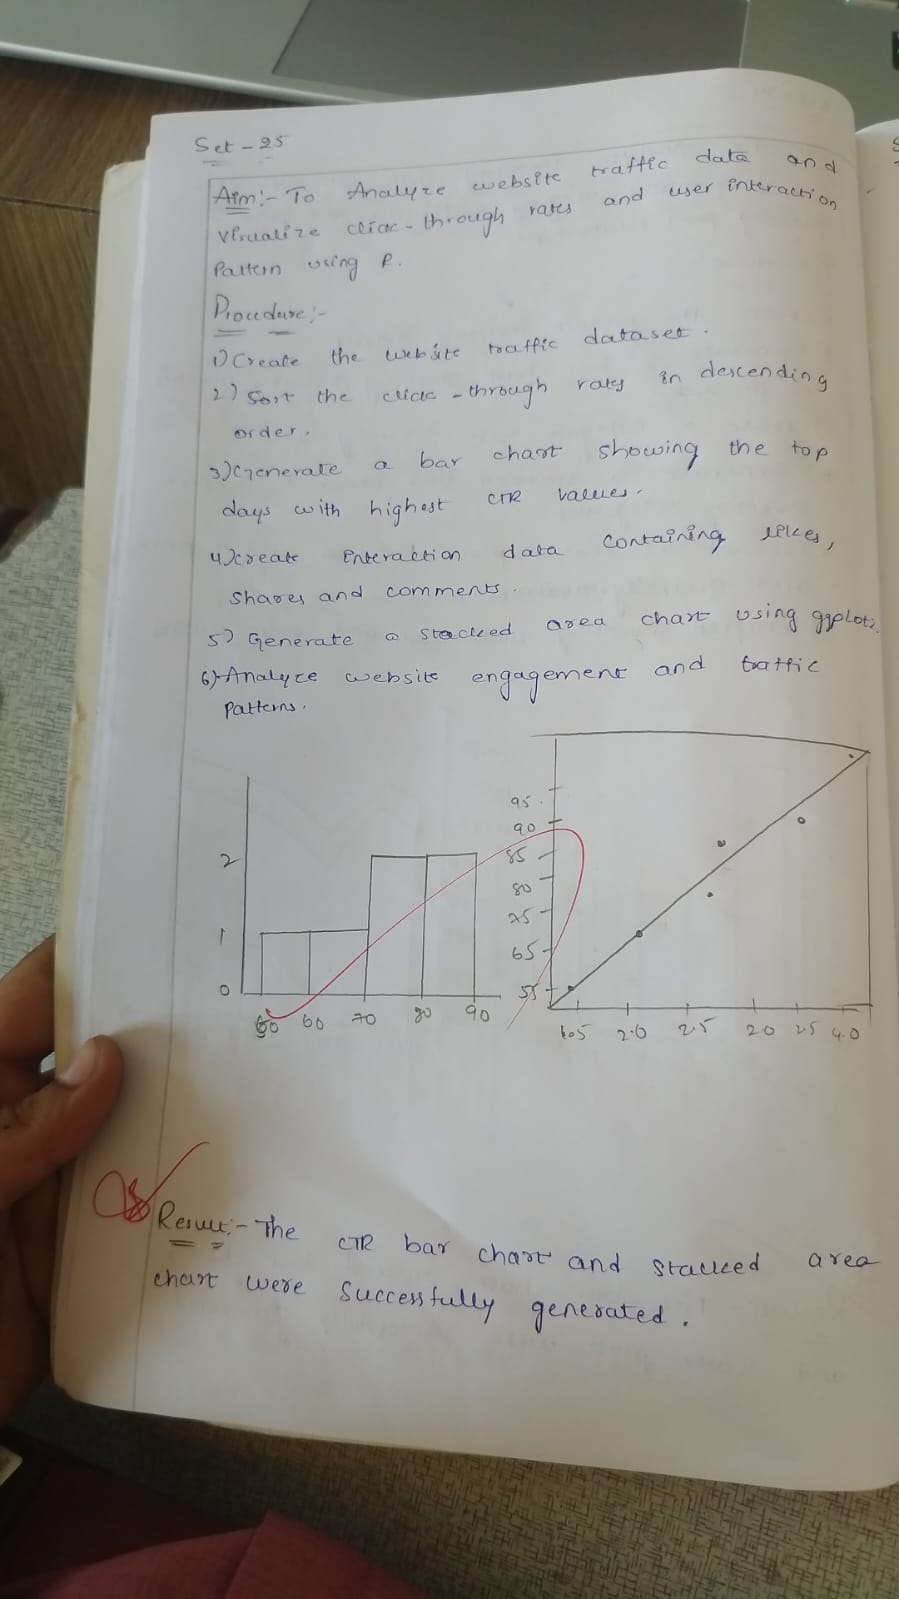 Set - 25
Aim:- To Analyze website traffic data and
visualize click-through rates and user interaction
Pattern using R.
Procedure:-
1) Create the website traffic dataset.
2) Sort the click-through rates in descending
order.
3) Generate a bar chart showing the top
days with highest CTR values.
4) create interaction data containing likes,
shares and comments.
5) Generate a stacked area chart using ggplot2.
6) Analyze website engagement and traffic
patterns.
2
1
0
50 60 70 80 90
95
90
85
80
75
65
55
1.5 2.0 2.5 20 25 4.0
Result:- The CTR bar chart and stacked area
chart were successfully generated.